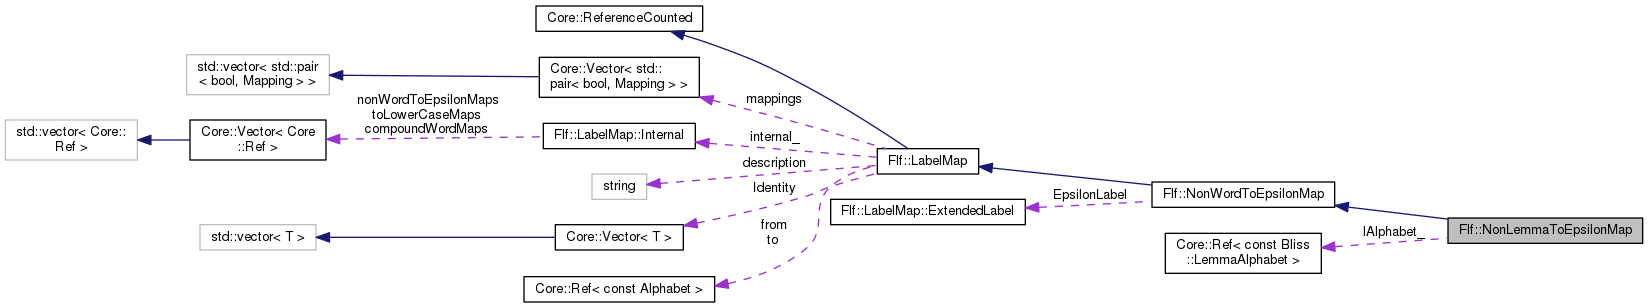 Core::ReferenceCounted
std::vector< std::pair
< bool, Mapping > >
Core::Vector< std::
pair< bool, Mapping > >
mappings
nonWordToEpsilonMaps
toLowerCaseMaps
compoundWordMaps
std::vector< Core::
Ref >
Core::Vector< Core
::Ref >
Flf::LabelMap::Internal
internal_
Flf::LabelMap
description
string
Identity
Flf::NonWordToEpsilonMap
EpsilonLabel
Flf::LabelMap::ExtendedLabel
from
to
std::vector< T >
Core::Vector< T >
Flf::NonLemmaToEpsilonMap
lAlphabet_
Core::Ref< const Bliss
::LemmaAlphabet >
Core::Ref< const Alphabet >